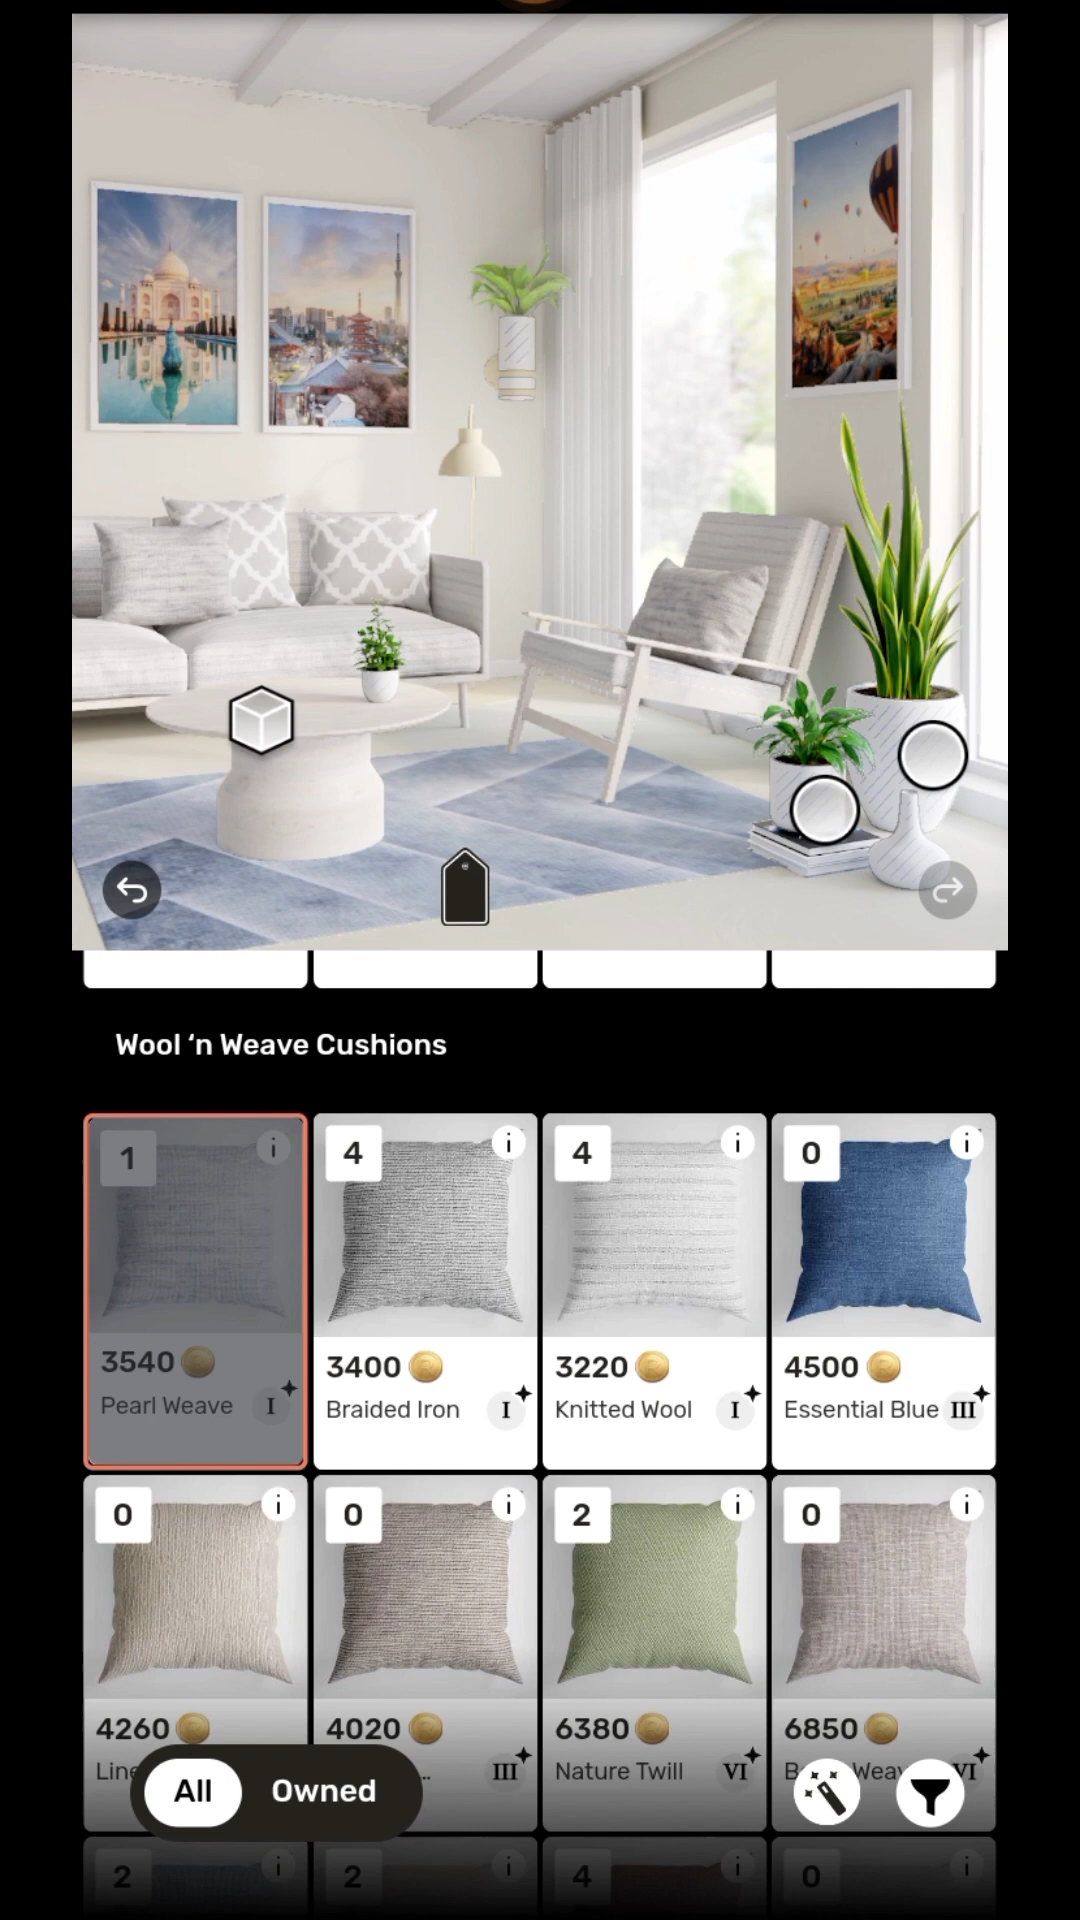 Wool ‘n Weave Cushions
1
4
4
0
3540
3400
3220
4500
Pearl Weave I
Braided Iron I
Knitted Wool I
Essential Blue III
0
0
2
0
4260
4020
6380
6850
III
Nature Twill VI
VI
All Owned
2
2
4
0